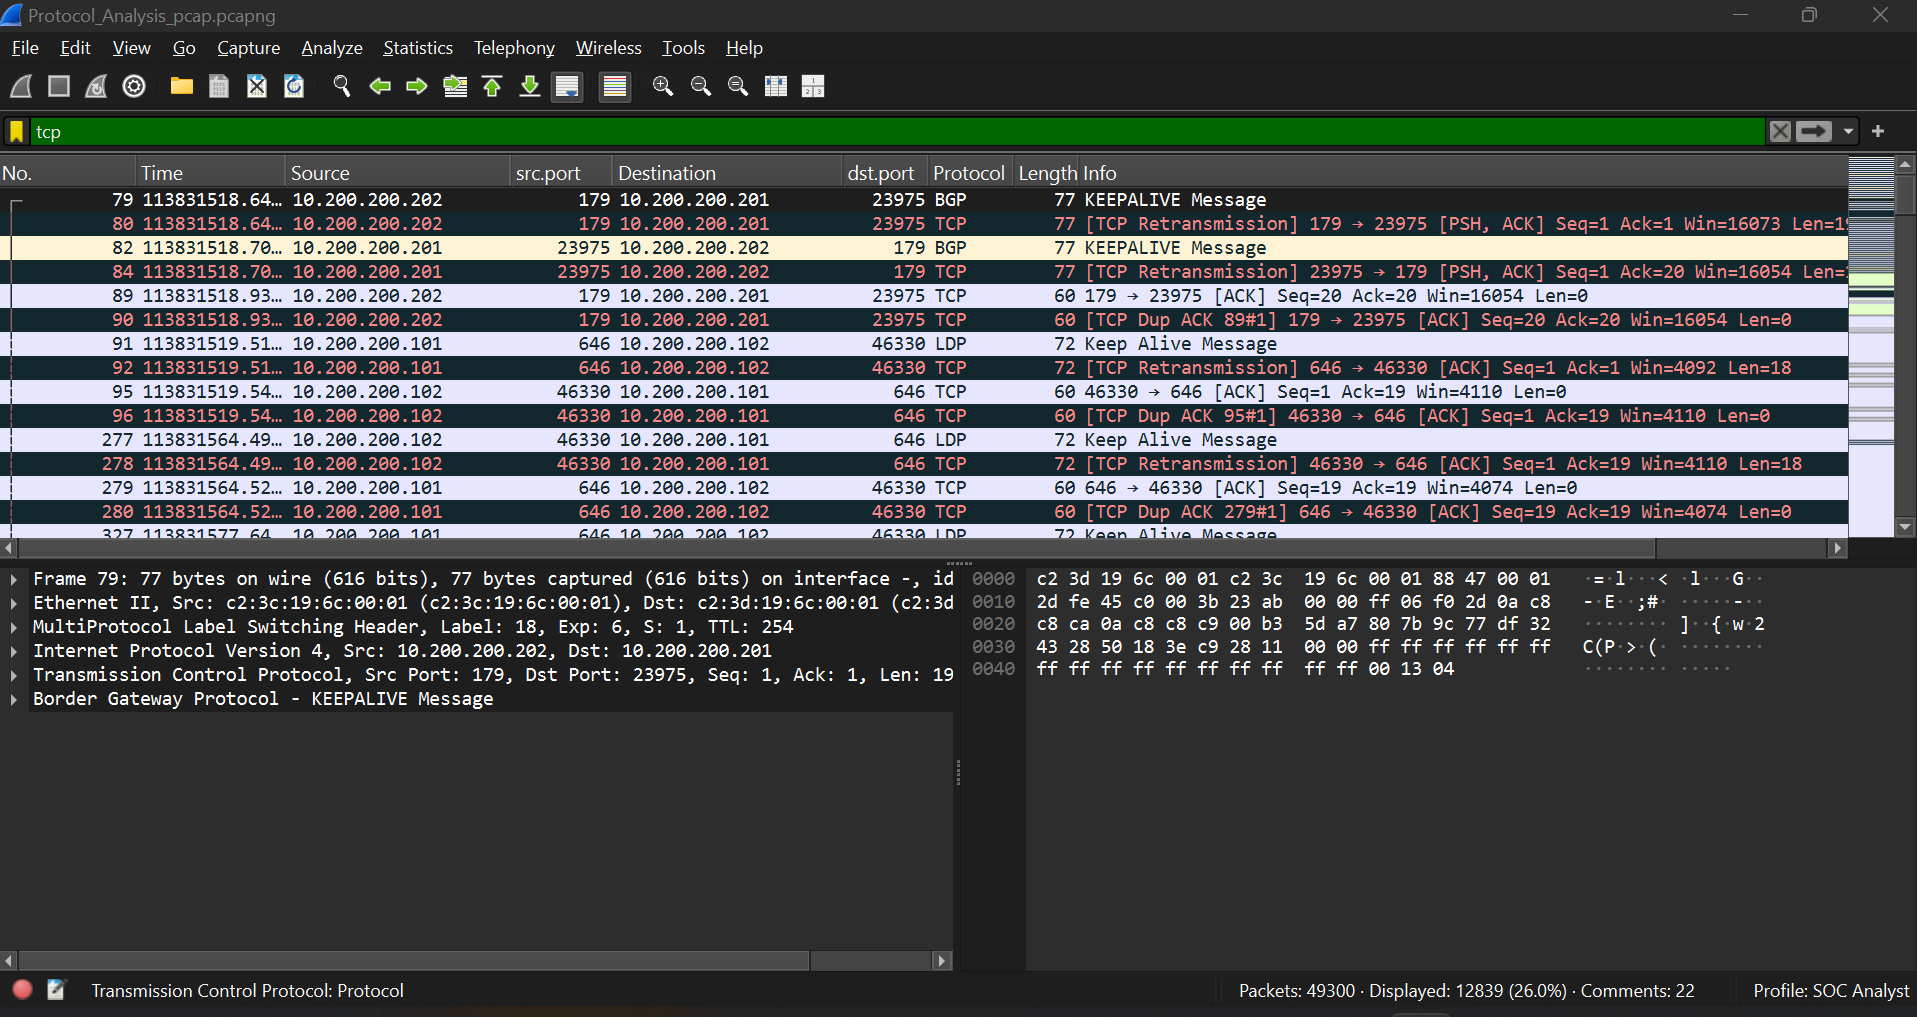 Protocol_Analysis_pcap.pcapng
File Edit View Go Capture Analyze Statistics Telephony Wireless Tools Help
tcp
No. Time Source src.port Destination dst.port Protocol Length Info
79 113831518.64… 10.200.200.202 179 10.200.200.201 23975 BGP 77 KEEPALIVE Message
80 113831518.64… 10.200.200.202 179 10.200.200.201 23975 TCP 77 [TCP Retransmission] 179 → 23975 [PSH, ACK] Seq=1 Ack=1 Win=16073 Len=19
82 113831518.70… 10.200.200.201 23975 10.200.200.202 179 BGP 77 KEEPALIVE Message
84 113831518.70… 10.200.200.201 23975 10.200.200.202 179 TCP 77 [TCP Retransmission] 23975 → 179 [PSH, ACK] Seq=1 Ack=20 Win=16054 Len=
89 113831518.93… 10.200.200.202 179 10.200.200.201 23975 TCP 60 179 → 23975 [ACK] Seq=20 Ack=20 Win=16054 Len=0
90 113831518.93… 10.200.200.202 179 10.200.200.201 23975 TCP 60 [TCP Dup ACK 89#1] 179 → 23975 [ACK] Seq=20 Ack=20 Win=16054 Len=0
91 113831519.51… 10.200.200.101 646 10.200.200.102 46330 LDP 72 Keep Alive Message
92 113831519.51… 10.200.200.101 646 10.200.200.102 46330 TCP 72 [TCP Retransmission] 646 → 46330 [ACK] Seq=1 Ack=1 Win=4092 Len=18
95 113831519.54… 10.200.200.102 46330 10.200.200.101 646 TCP 60 46330 → 646 [ACK] Seq=1 Ack=19 Win=4110 Len=0
96 113831519.54… 10.200.200.102 46330 10.200.200.101 646 TCP 60 [TCP Dup ACK 95#1] 46330 → 646 [ACK] Seq=1 Ack=19 Win=4110 Len=0
277 113831564.49… 10.200.200.102 46330 10.200.200.101 646 LDP 72 Keep Alive Message
278 113831564.49… 10.200.200.102 46330 10.200.200.101 646 TCP 72 [TCP Retransmission] 46330 → 646 [ACK] Seq=1 Ack=19 Win=4110 Len=18
279 113831564.52… 10.200.200.101 646 10.200.200.102 46330 TCP 60 646 → 46330 [ACK] Seq=19 Ack=19 Win=4074 Len=0
280 113831564.52… 10.200.200.101 646 10.200.200.102 46330 TCP 60 [TCP Dup ACK 279#1] 646 → 46330 [ACK] Seq=19 Ack=19 Win=4074 Len=0
327 113831577.64… 10.200.200.101 646 10.200.200.102 46330 LDP 72 Keep Alive Message
Frame 79: 77 bytes on wire (616 bits), 77 bytes captured (616 bits) on interface -, id
Ethernet II, Src: c2:3c:19:6c:00:01 (c2:3c:19:6c:00:01), Dst: c2:3d:19:6c:00:01 (c2:3d
MultiProtocol Label Switching Header, Label: 18, Exp: 6, S: 1, TTL: 254
Internet Protocol Version 4, Src: 10.200.200.202, Dst: 10.200.200.201
Transmission Control Protocol, Src Port: 179, Dst Port: 23975, Seq: 1, Ack: 1, Len: 19
Border Gateway Protocol - KEEPALIVE Message
0000 c2 3d 19 6c 00 01 c2 3c 19 6c 00 01 88 47 00 01 ·=·l···< ·l···G··
0010 2d fe 45 c0 00 3b 23 ab 00 00 ff 06 f0 2d 0a c8 -·E··;#· ·····-··
0020 c8 ca 0a c8 c8 c9 00 b3 5d a7 80 7b 9c 77 df 32 ········ ]··{·w·2
0030 43 28 50 18 3e c9 28 11 00 00 ff ff ff ff ff ff C(P·>·(· ········
0040 ff ff ff ff ff ff ff ff ff ff 00 13 04 ········ ·····
Transmission Control Protocol: Protocol
Packets: 49300 · Displayed: 12839 (26.0%) · Comments: 22
Profile: SOC Analyst